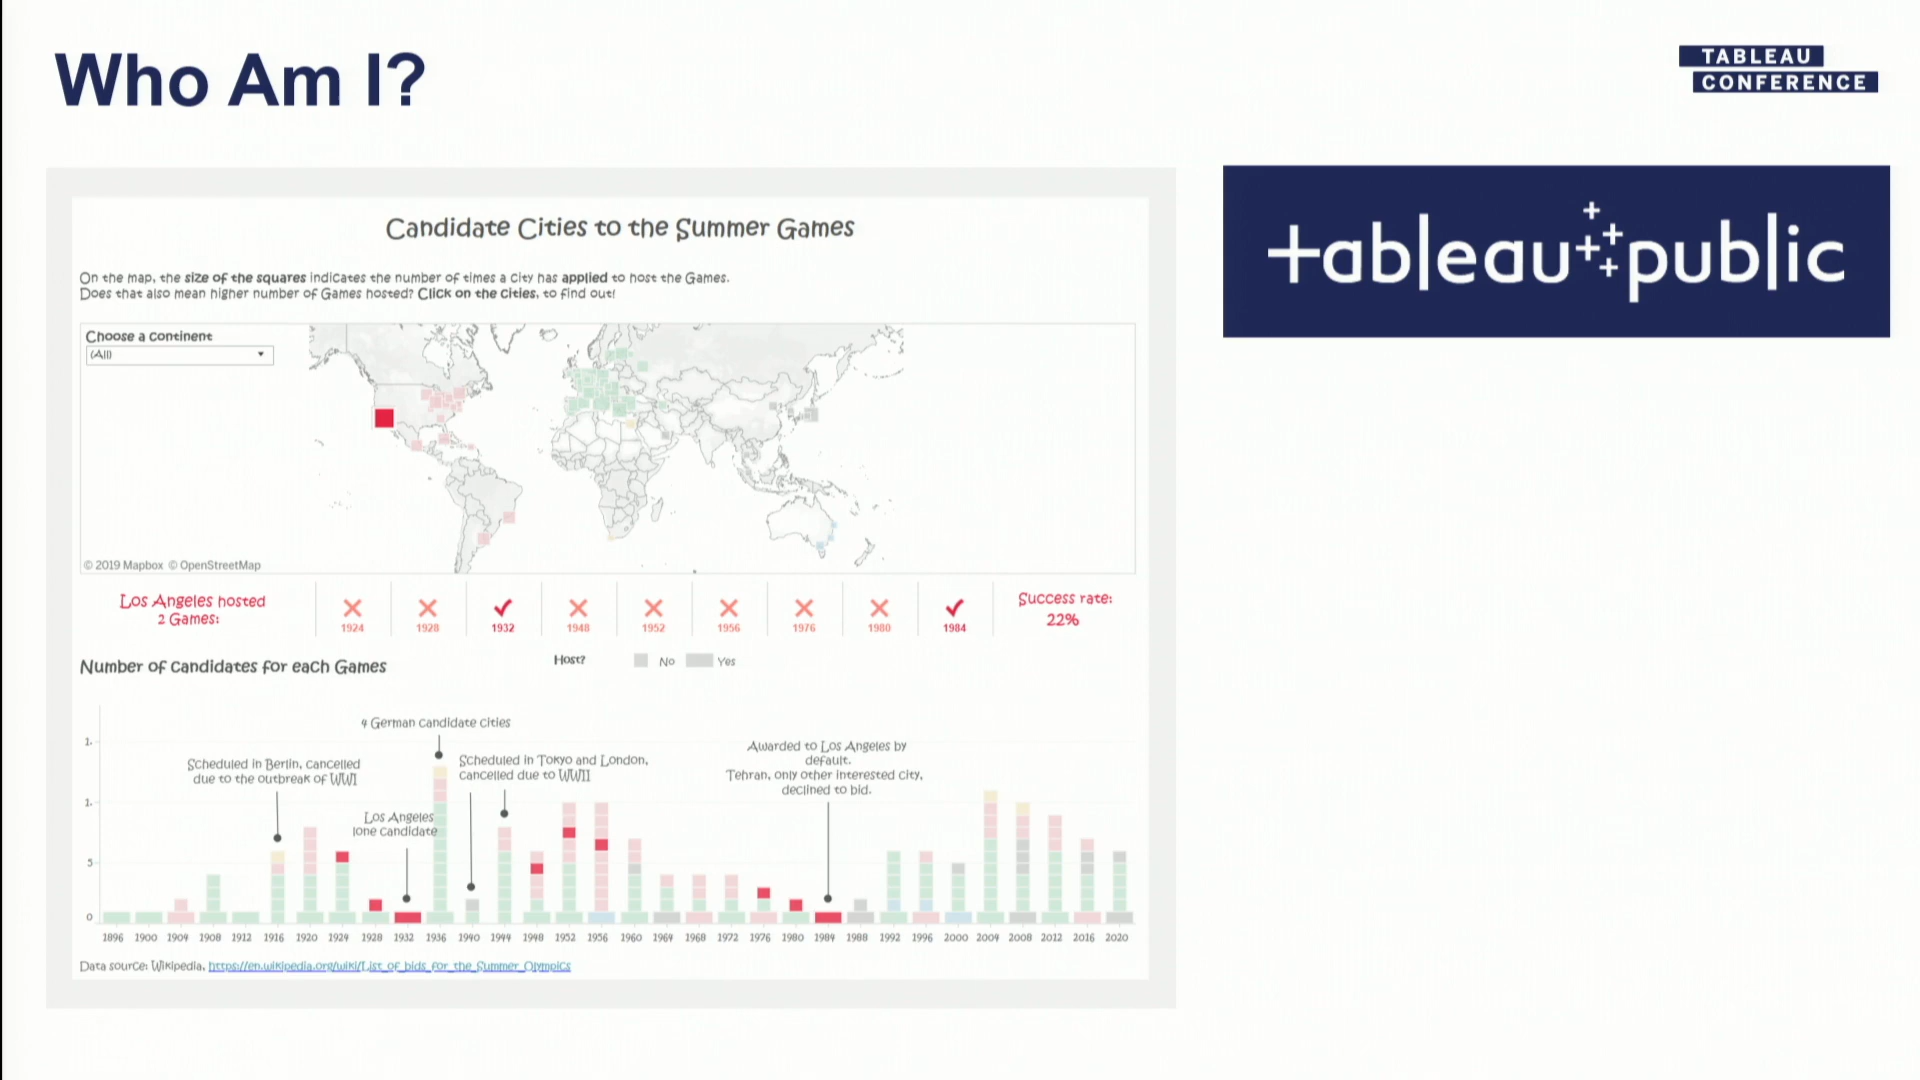 Who Am I?
TABLEAU
CONFERENCE
+ableau public
Candidate Cities to the Summer Games
On the map, the size of the squares indicates the number of times a city has applied to host the Games.
Does that also mean higher number of Games hosted? Click on the cities, to find out!
Choose a continent
(All)
© 2019 Mapbox © OpenStreetMap
Los Angeles hosted
2 Games:
1924
1928
1932
1948
1952
1956
1976
1980
1984
Success rate:
22%
Number of candidates for each Games
Host?
No
Yes
4 German candidate cities
Scheduled in Berlin, cancelled
due to the outbreak of WWI
Scheduled in Tokyo and London,
cancelled due to WWII
Los Angeles
lone candidate
Awarded to Los Angeles by
default.
Tehran, only other interested city,
declined to bid.
1.
1.
5
0
1896 1900 1904 1908 1912 1916 1920 1924 1928 1932 1936 1940 1944 1948 1952 1956 1960 1964 1968 1972 1976 1980 1984 1988 1992 1996 2000 2004 2008 2012 2016 2020
Data source: Wikipedia, https://en.wikipedia.org/wiki/List_of_bids_for_the_Summer_Olympics